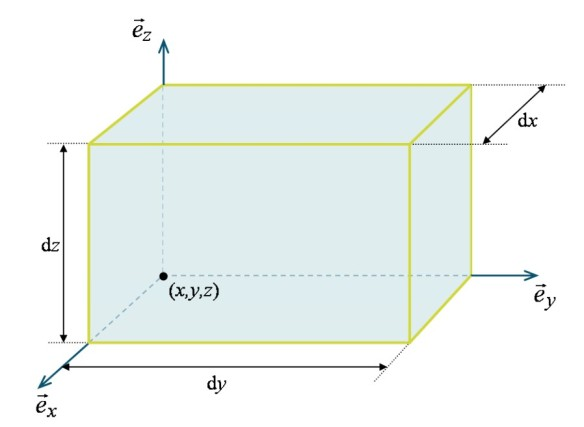 e⃗z
dx
dz
(x,y,z)
e⃗y
dy
e⃗x